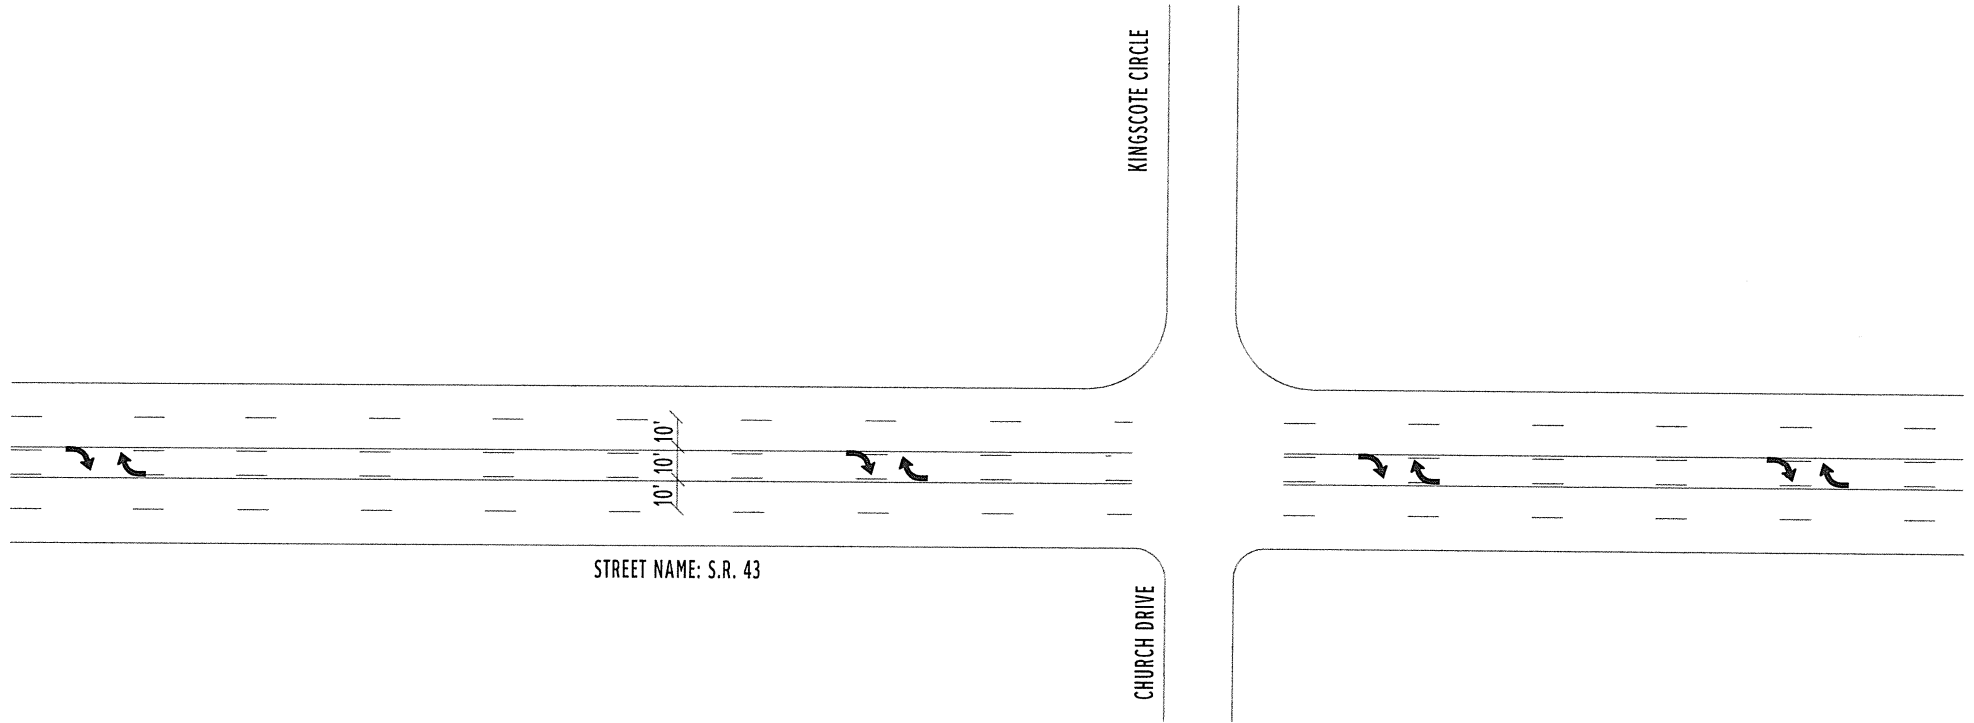 KINGSCOTE CIRCLE
10'
10'
10'
STREET NAME: S.R. 43
CHURCH DRIVE